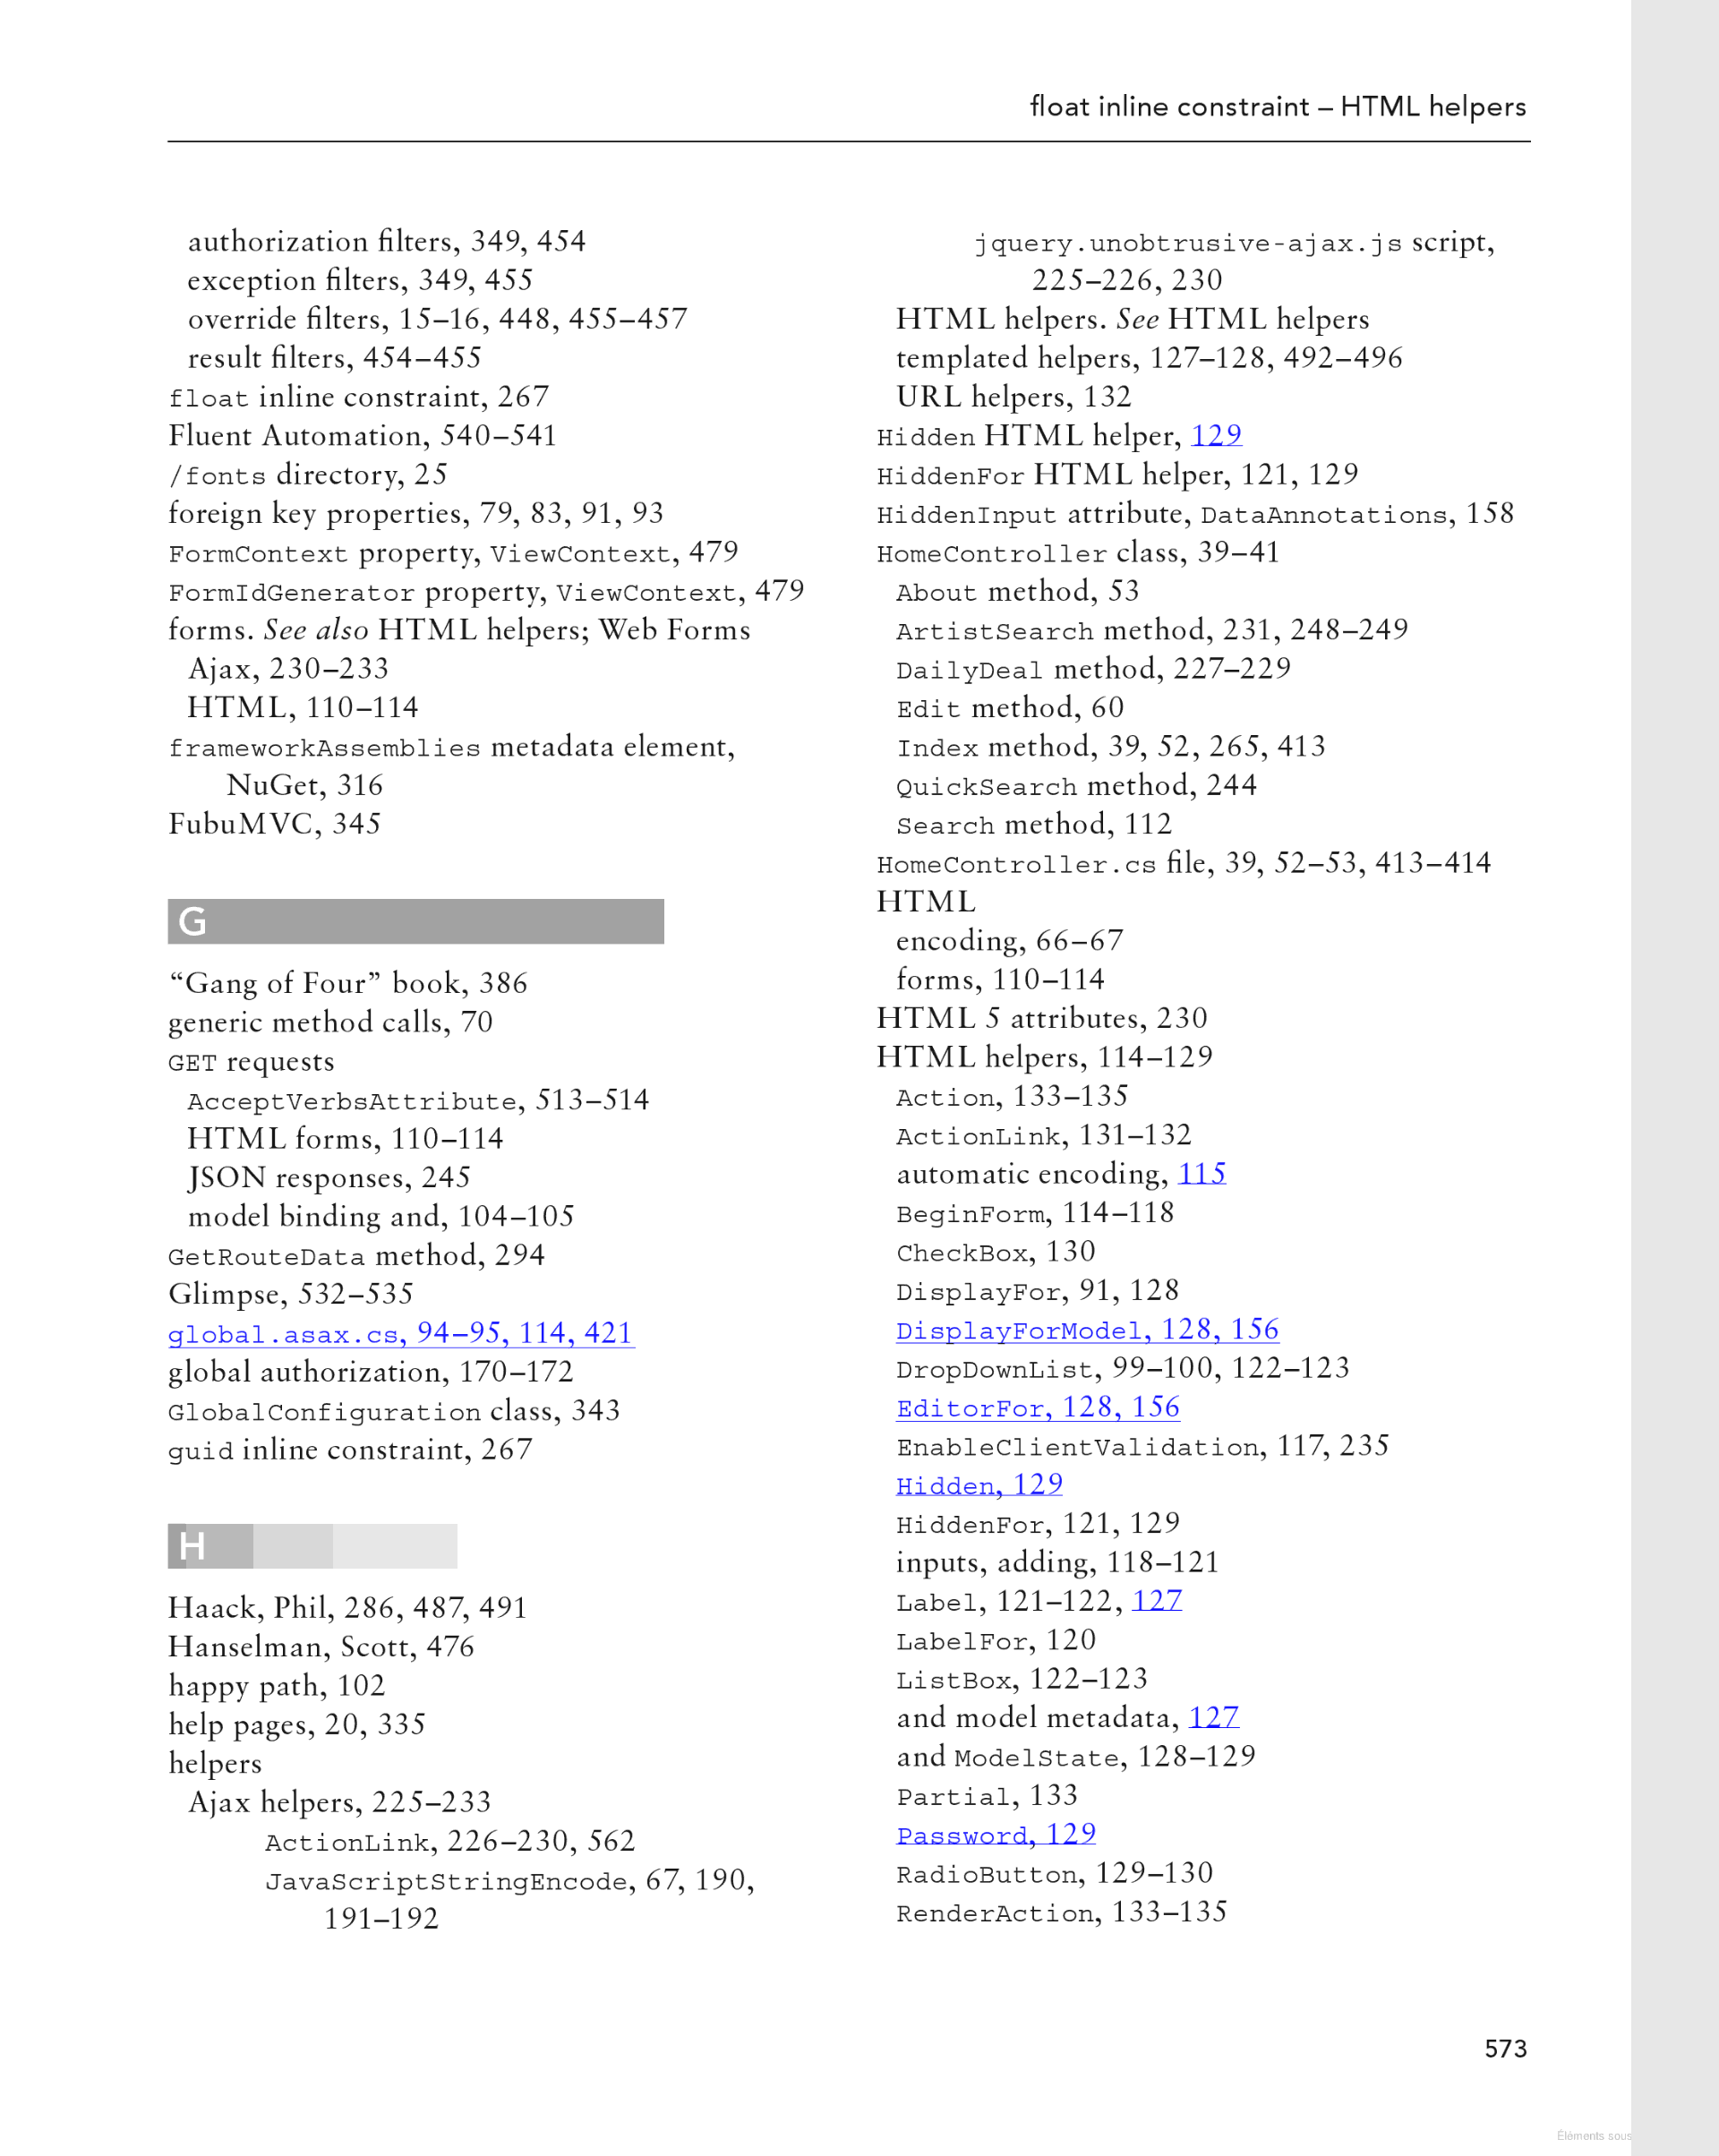 float inline constraint – HTML helpers
authorization filters, 349, 454
exception filters, 349, 455
override filters, 15–16, 448, 455–457
result filters, 454–455
float inline constraint, 267
Fluent Automation, 540–541
/fonts directory, 25
foreign key properties, 79, 83, 91, 93
FormContext property, ViewContext, 479
FormIdGenerator property, ViewContext, 479
forms. See also HTML helpers; Web Forms
Ajax, 230–233
HTML, 110–114
frameworkAssemblies metadata element,
NuGet, 316
FubuMVC, 345
G
“Gang of Four” book, 386
generic method calls, 70
GET requests
AcceptVerbsAttribute, 513–514
HTML forms, 110–114
JSON responses, 245
model binding and, 104–105
GetRouteData method, 294
Glimpse, 532–535
global.asax.cs, 94–95, 114, 421
global authorization, 170–172
GlobalConfiguration class, 343
guid inline constraint, 267
H
Haack, Phil, 286, 487, 491
Hanselman, Scott, 476
happy path, 102
help pages, 20, 335
helpers
Ajax helpers, 225–233
ActionLink, 226–230, 562
JavaScriptStringEncode, 67, 190,
191–192
jquery.unobtrusive-ajax.js script,
225–226, 230
HTML helpers. See HTML helpers
templated helpers, 127–128, 492–496
URL helpers, 132
Hidden HTML helper, 129
HiddenFor HTML helper, 121, 129
HiddenInput attribute, DataAnnotations, 158
HomeController class, 39–41
About method, 53
ArtistSearch method, 231, 248–249
DailyDeal method, 227–229
Edit method, 60
Index method, 39, 52, 265, 413
QuickSearch method, 244
Search method, 112
HomeController.cs file, 39, 52–53, 413–414
HTML
encoding, 66–67
forms, 110–114
HTML 5 attributes, 230
HTML helpers, 114–129
Action, 133–135
ActionLink, 131–132
automatic encoding, 115
BeginForm, 114–118
CheckBox, 130
DisplayFor, 91, 128
DisplayForModel, 128, 156
DropDownList, 99–100, 122–123
EditorFor, 128, 156
EnableClientValidation, 117, 235
Hidden, 129
HiddenFor, 121, 129
inputs, adding, 118–121
Label, 121–122, 127
LabelFor, 120
ListBox, 122–123
and model metadata, 127
and ModelState, 128–129
Partial, 133
Password, 129
RadioButton, 129–130
RenderAction, 133–135
573
Éléments sous